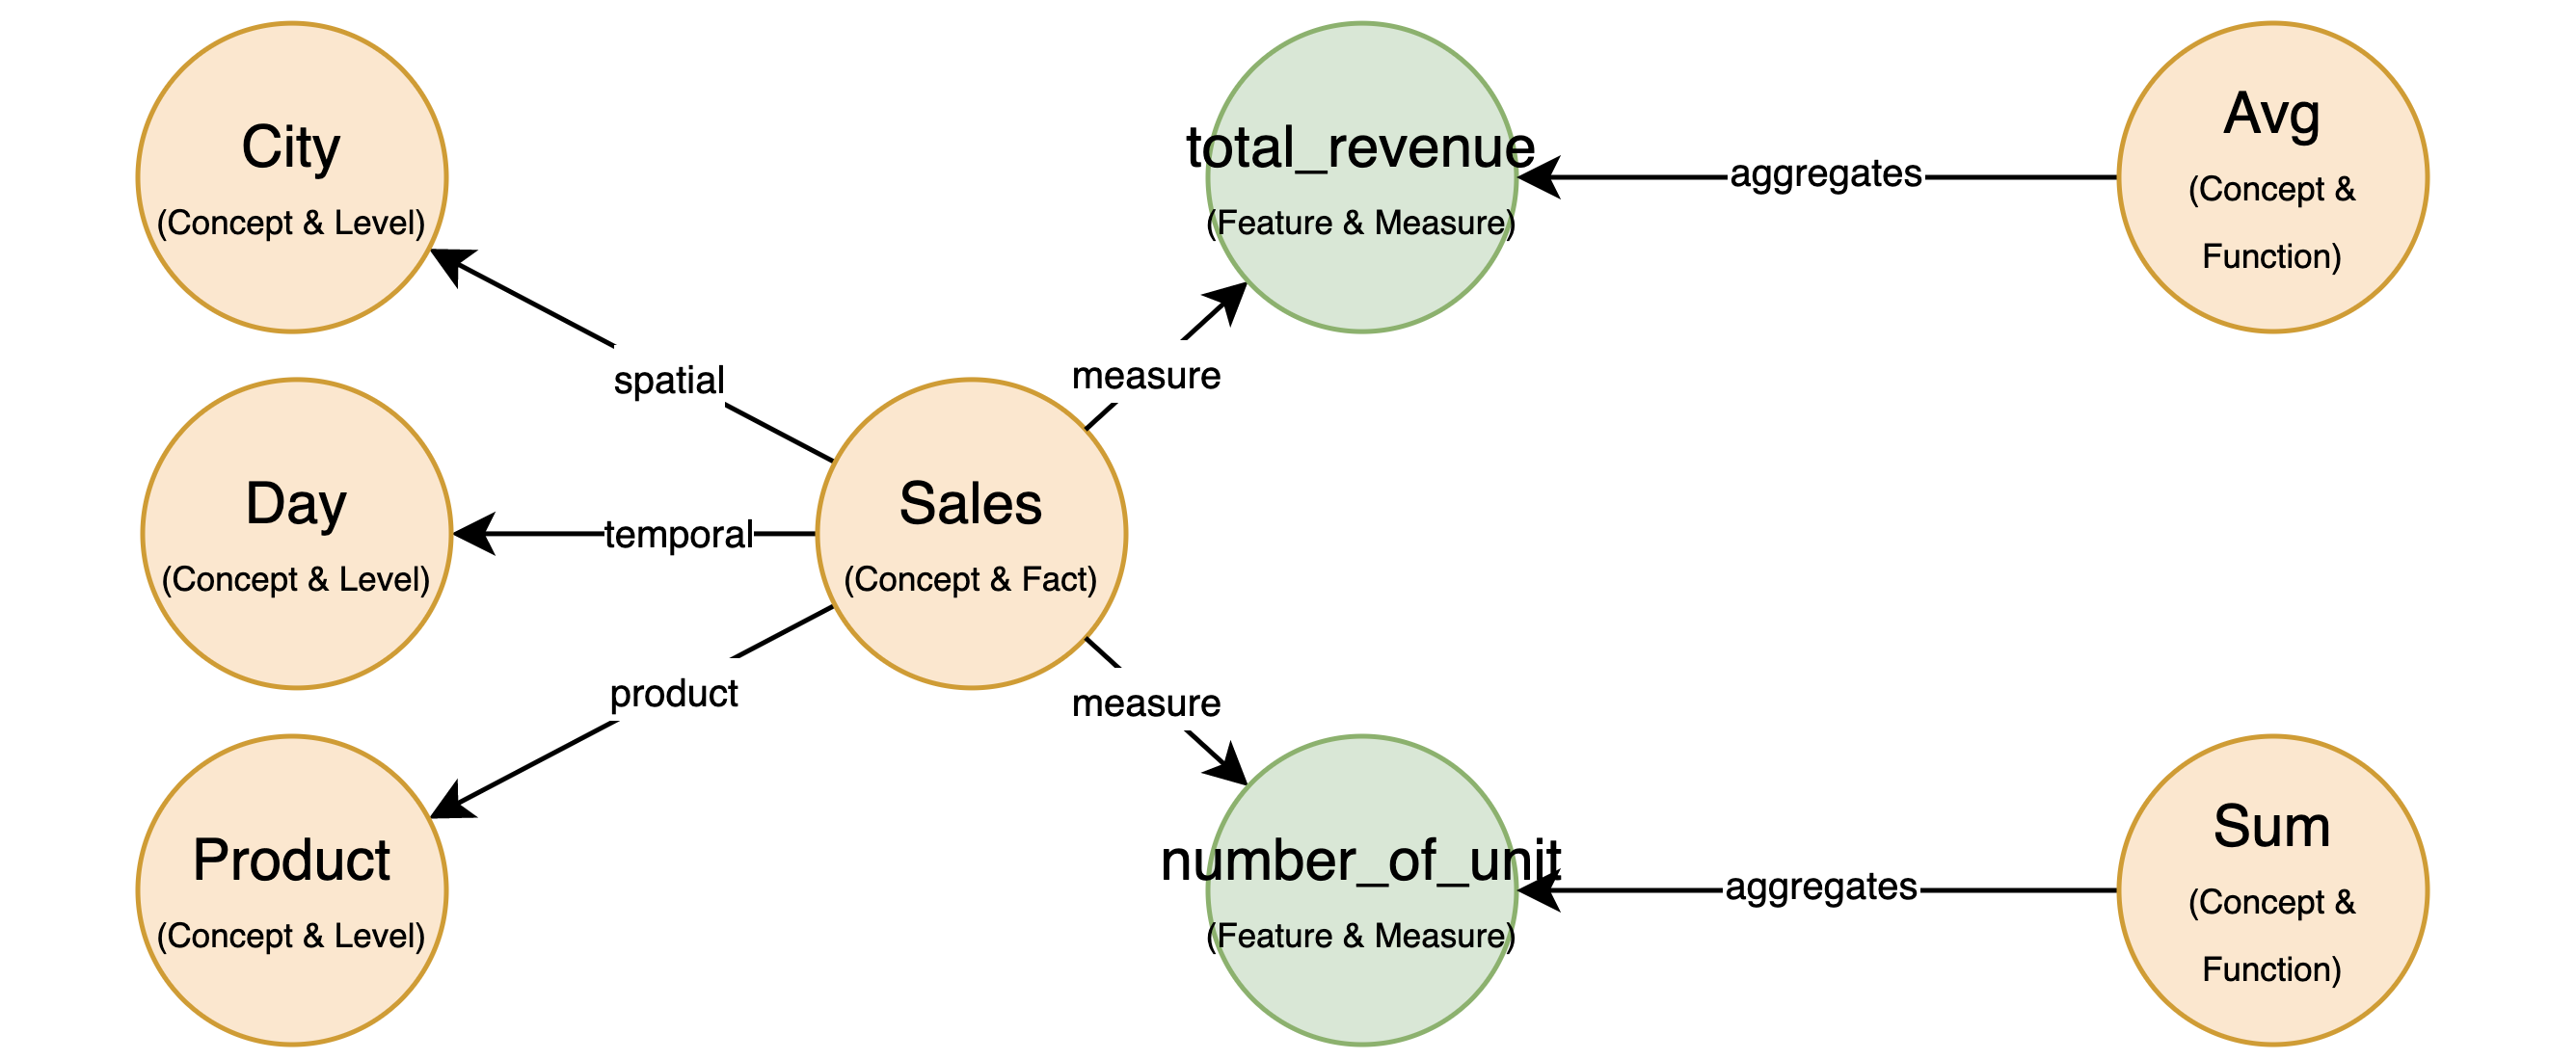 City
(Concept & Level)
total_revenue
(Feature & Measure)
aggregates
Avg
(Concept &
Function)
spatial
measure
Day
(Concept & Level)
temporal
Sales
(Concept & Fact)
product
measure
Product
(Concept & Level)
number_of_unit
(Feature & Measure)
aggregates
Sum
(Concept &
Function)